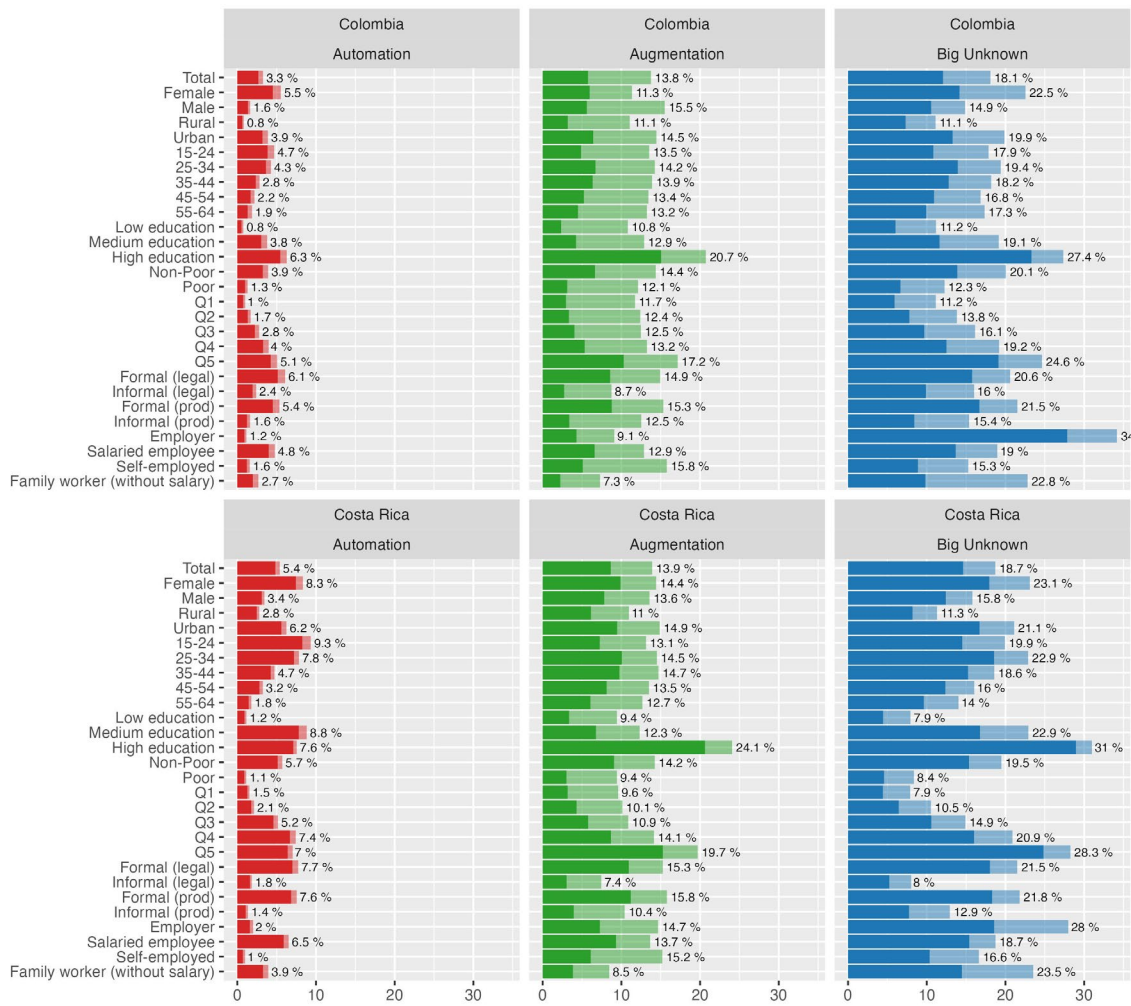 Colombia Colombia Colombia
Automation Augmentation Big Unknown
Total 3.3 % 13.8 % 18.1 %
Female 5.5 % 11.3 % 22.5 %
Male 1.6 % 15.5 % 14.9 %
Rural 0.8 % 11.1 % 11.1 %
Urban 3.9 % 14.5 % 19.9 %
15-24 4.7 % 13.5 % 17.9 %
25-34 4.3 % 14.2 % 19.4 %
35-44 2.8 % 13.9 % 18.2 %
45-54 2.2 % 13.4 % 16.8 %
55-64 1.9 % 13.2 % 17.3 %
Low education 0.8 % 10.8 % 11.2 %
Medium education 3.8 % 12.9 % 19.1 %
High education 6.3 % 20.7 % 27.4 %
Non-Poor 3.9 % 14.4 % 20.1 %
Poor 1.3 % 12.1 % 12.3 %
Q1 1 % 11.7 % 11.2 %
Q2 1.7 % 12.4 % 13.8 %
Q3 2.8 % 12.5 % 16.1 %
Q4 4 % 13.2 % 19.2 %
Q5 5.1 % 17.2 % 24.6 %
Formal (legal) 6.1 % 14.9 % 20.6 %
Informal (legal) 2.4 % 8.7 % 16 %
Formal (prod) 5.4 % 15.3 % 21.5 %
Informal (prod) 1.6 % 12.5 % 15.4 %
Employer 1.2 % 9.1 %
Salaried employee 4.8 % 12.9 % 19 %
Self-employed 1.6 % 15.8 % 15.3 %
Family worker (without salary) 2.7 % 7.3 % 22.8 %
Costa Rica Costa Rica Costa Rica
Automation Augmentation Big Unknown
Total 5.4 % 13.9 % 18.7 %
Female 8.3 % 14.4 % 23.1 %
Male 3.4 % 13.6 % 15.8 %
Rural 2.8 % 11 % 11.3 %
Urban 6.2 % 14.9 % 21.1 %
15-24 9.3 % 13.1 % 19.9 %
25-34 7.8 % 14.5 % 22.9 %
35-44 4.7 % 14.7 % 18.6 %
45-54 3.2 % 13.5 % 16 %
55-64 1.8 % 12.7 % 14 %
Low education 1.2 % 9.4 % 7.9 %
Medium education 8.8 % 12.3 % 22.9 %
High education 7.6 % 24.1 % 31 %
Non-Poor 5.7 % 14.2 % 19.5 %
Poor 1.1 % 9.4 % 8.4 %
Q1 1.5 % 9.6 % 7.9 %
Q2 2.1 % 10.1 % 10.5 %
Q3 5.2 % 10.9 % 14.9 %
Q4 7.4 % 14.1 % 20.9 %
Q5 7 % 19.7 % 28.3 %
Formal (legal) 7.7 % 15.3 % 21.5 %
Informal (legal) 1.8 % 7.4 % 8 %
Formal (prod) 7.6 % 15.8 % 21.8 %
Informal (prod) 1.4 % 10.4 % 12.9 %
Employer 2 % 14.7 % 28 %
Salaried employee 6.5 % 13.7 % 18.7 %
Self-employed 1 % 15.2 % 16.6 %
Family worker (without salary) 3.9 % 8.5 % 23.5 %
0 10 20 30 0 10 20 30 0 10 20 30